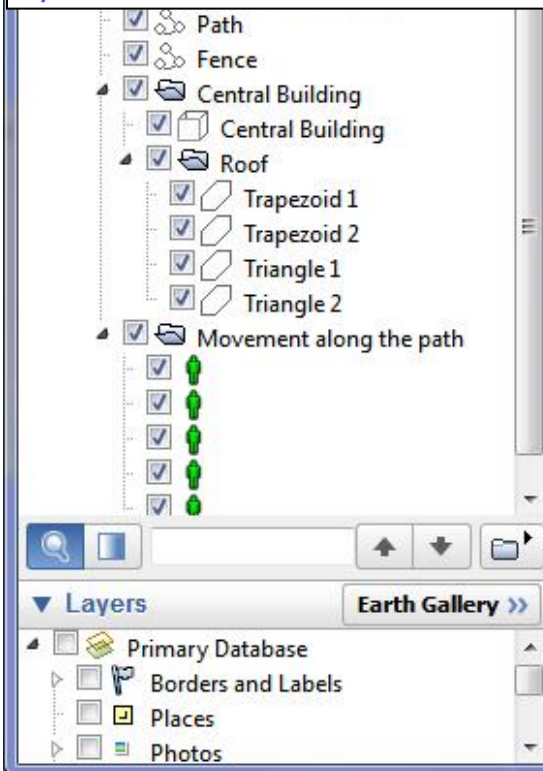 Path
Fence
Central Building
Central Building
Roof
Trapezoid 1
Trapezoid 2
Triangle 1
Triangle 2
Movement along the path
Layers
Earth Gallery »
Primary Database
Borders and Labels
Places
Photos